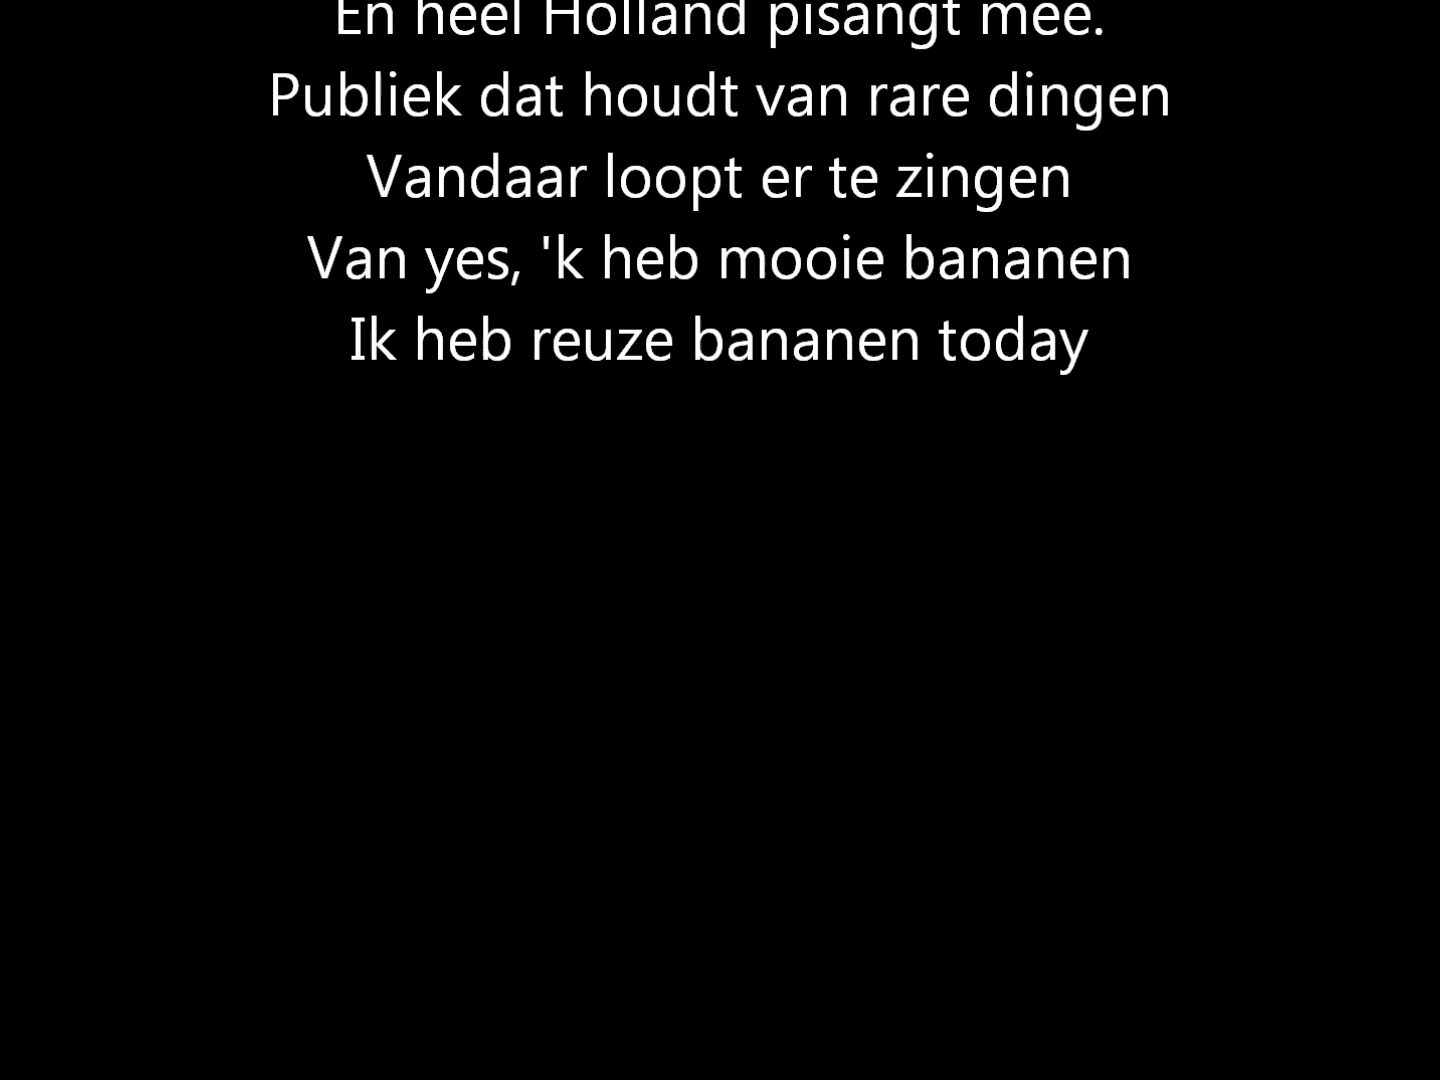 En heel Holland pisangt mee.
Publiek dat houdt van rare dingen
Vandaar loopt er te zingen
Van yes, 'k heb mooie bananen
Ik heb reuze bananen today